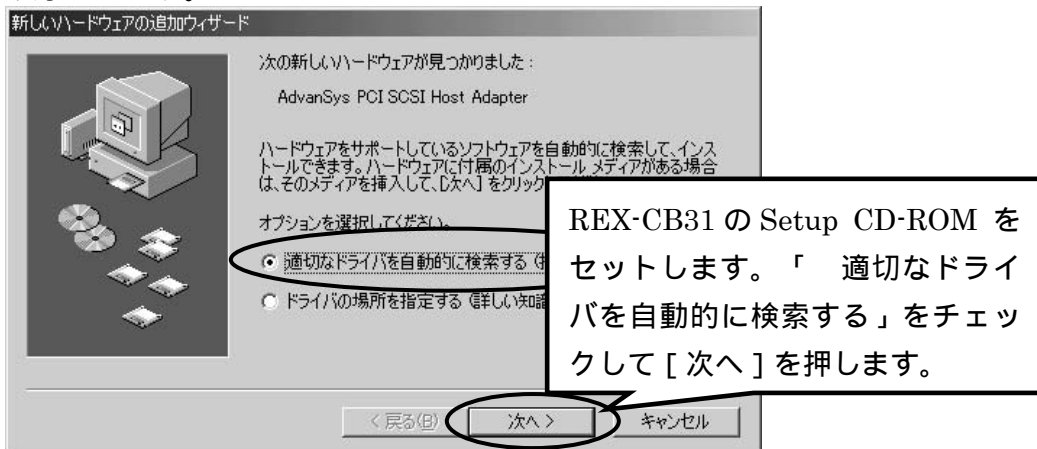 新しいハードウェアの追加ウィザード
次の新しいハードウェアが見つかりました:
AdvanSys PCI SCSI Host Adapter
ハードウェアをサポートしているソフトウェアを自動的に検索して、インス
トールできます。ハードウェアに付属のインストール メディアがある場合
は、そのメディアを挿入して、[次へ] をクリック
オプションを選択してください。
適切なドライバを自動的に検索する
ドライバの場所を指定する (詳しい知識
REX-CB31 の Setup CD-ROM を
セットします。「 適切なドライ
バを自動的に検索する」をチェッ
クして [ 次へ ] を押します。
< 戻る(B)
次へ >
キャンセル